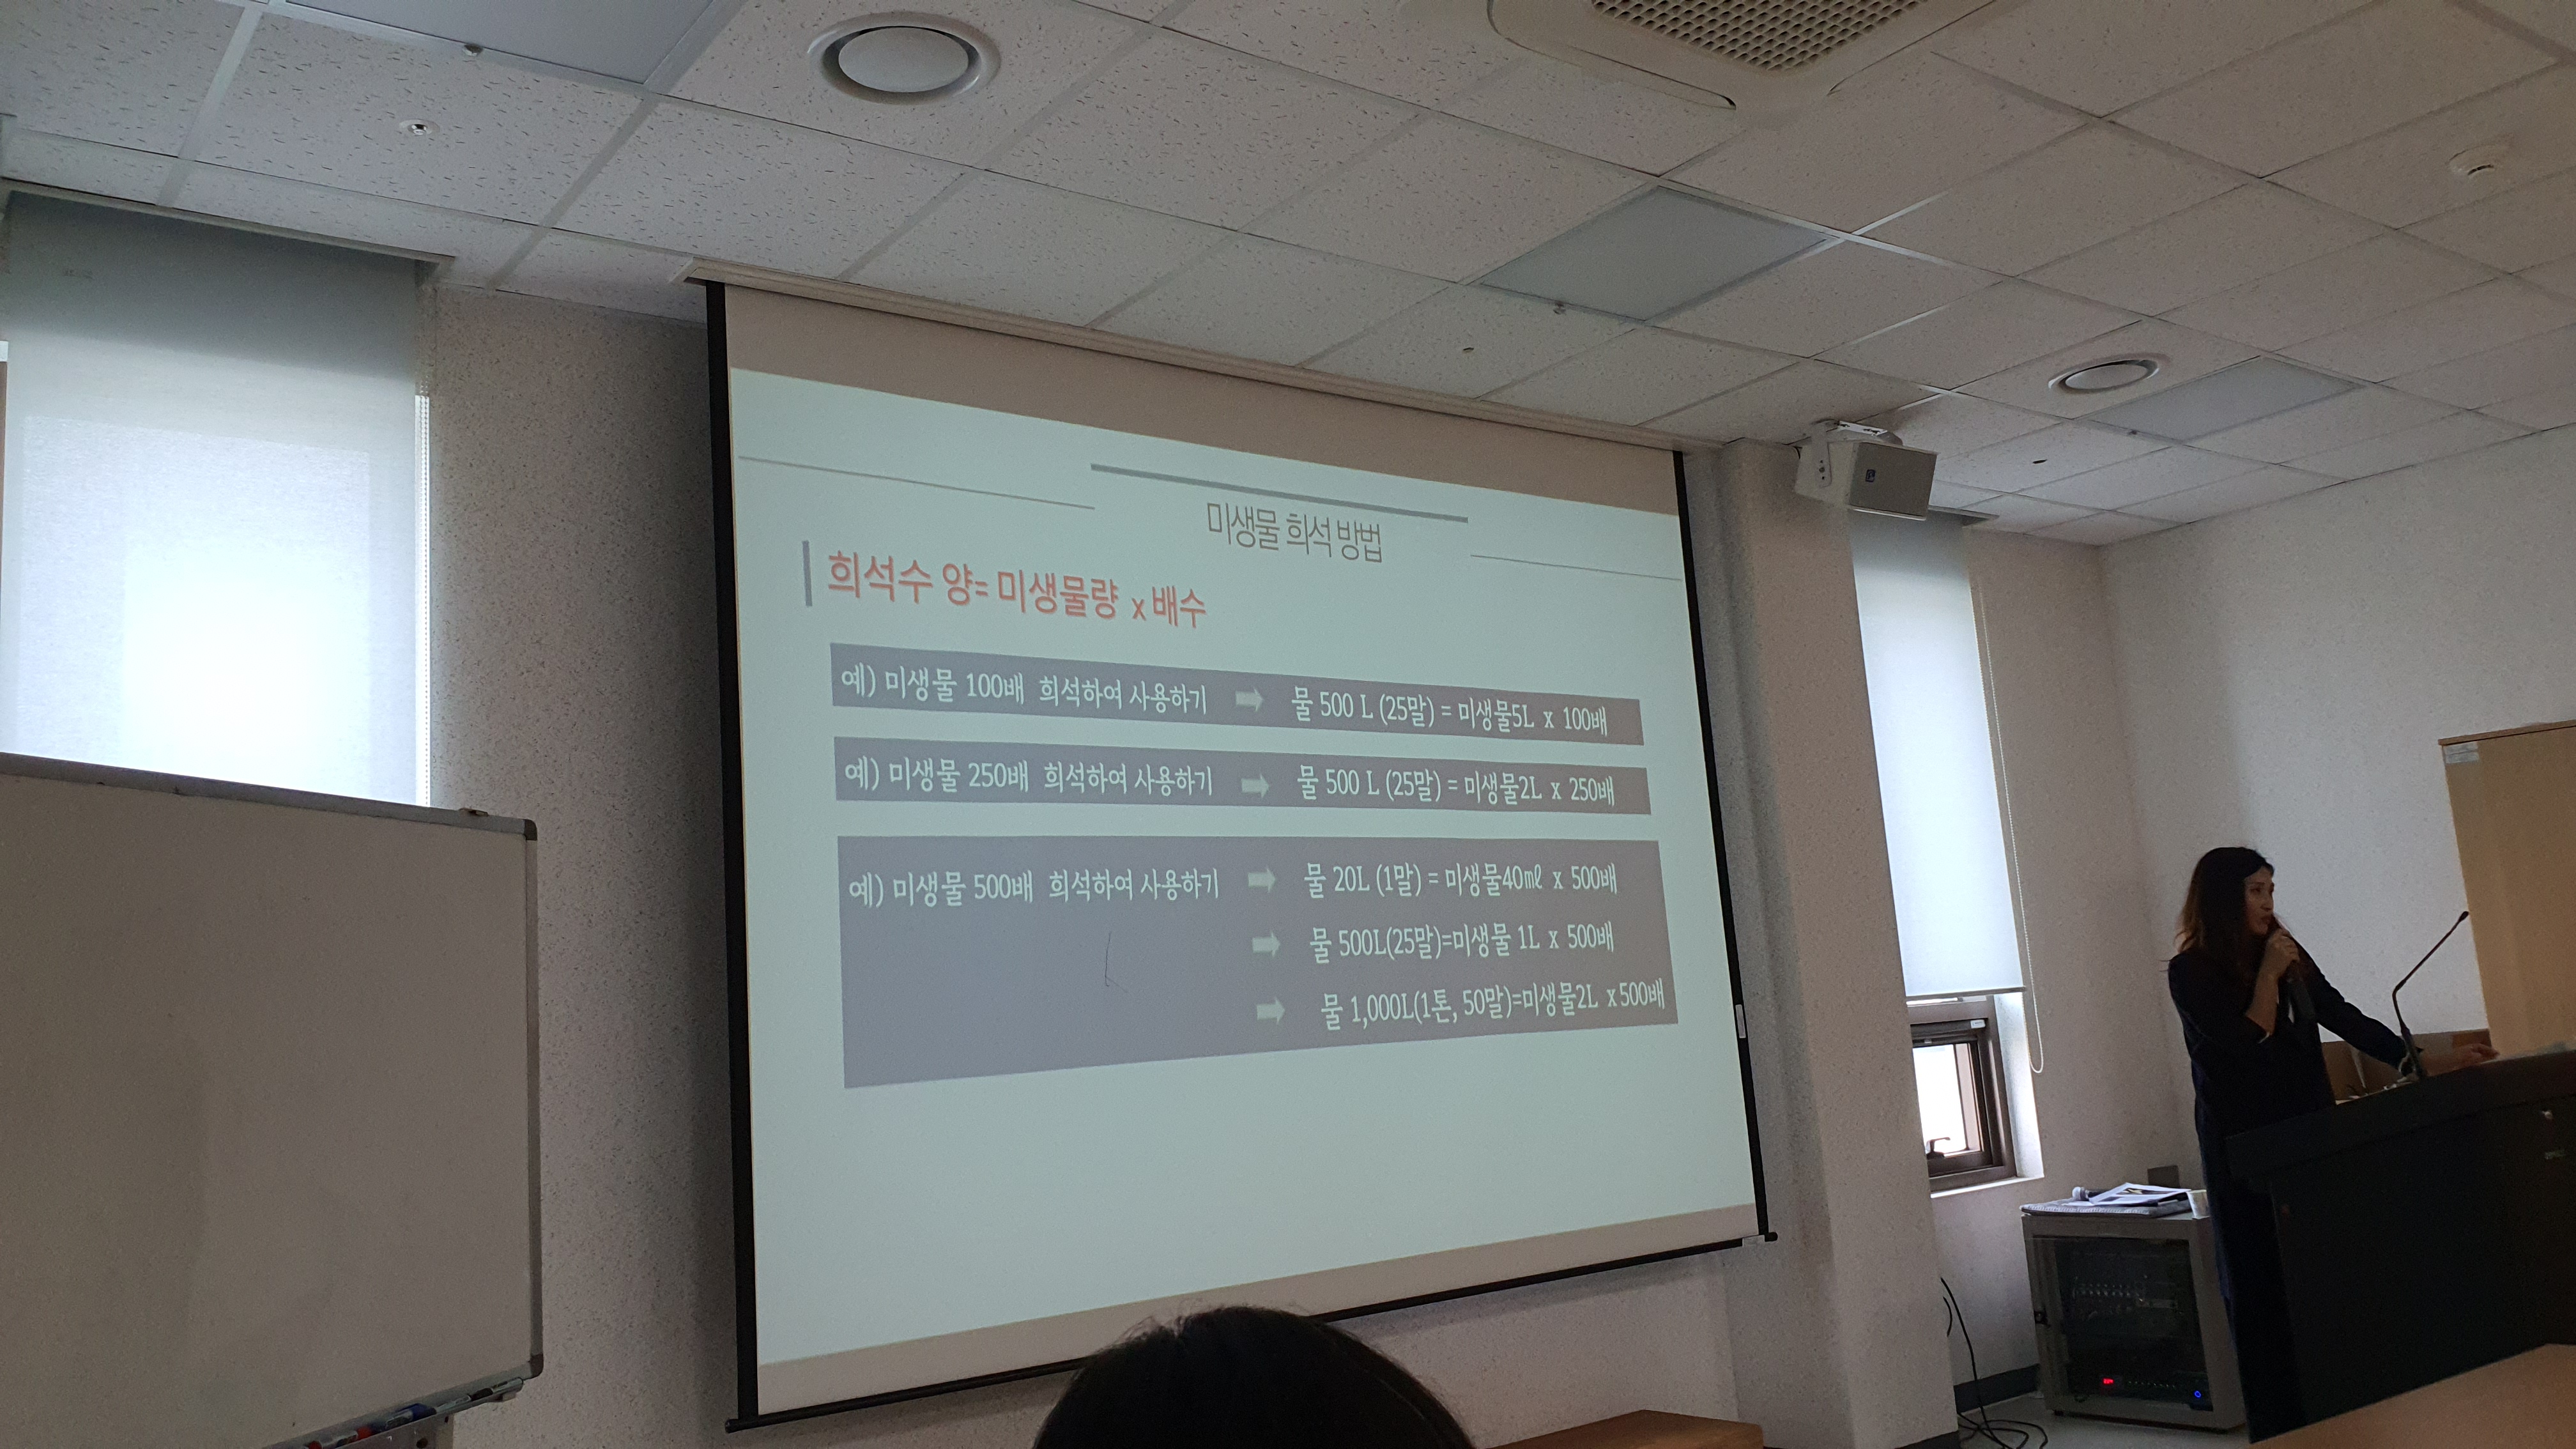 미생물 희석 방법
희석수 양= 미생물량 x 배수
예) 미생물 100배 희석하여 사용하기 ➡ 물 500 L (25말) = 미생물5L x 100배
예) 미생물 250배 희석하여 사용하기 ➡ 물 500 L (25말) = 미생물2L x 250배
예) 미생물 500배 희석하여 사용하기 ➡ 물 20L (1말) = 미생물40㎖ x 500배
➡ 물 500L(25말)=미생물 1L x 500배
➡ 물 1,000L(1톤, 50말)=미생물2L x 500배